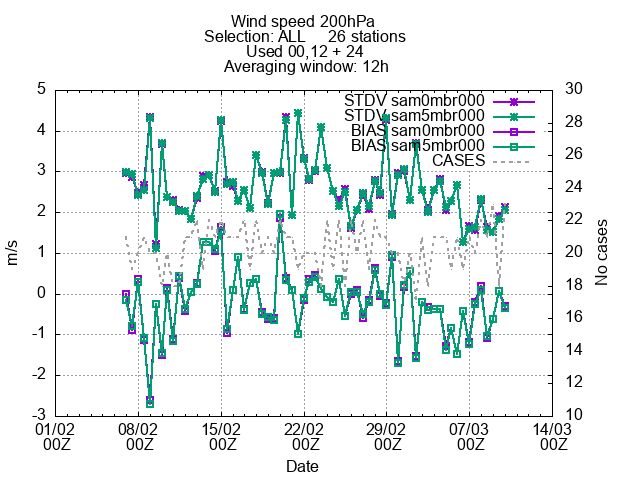 Wind speed 200hPa
Selection: ALL 26 stations
Used 00,12 + 24
Averaging window: 12h
STDV sam0mbr000
STDV sam5mbr000
BIAS sam0mbr000
BIAS sam5mbr000
CASES
5
4
3
2
1
0
-1
-2
-3
m/s
30
28
26
24
22
20
18
16
14
12
10
No cases
01/02 08/02 15/02 22/02 29/02 07/03 14/03
00Z 00Z 00Z 00Z 00Z 00Z 00Z
Date